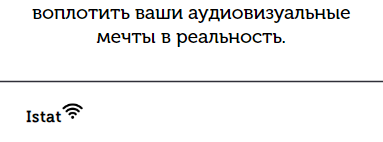 воплотить ваши аудиовизуальные
мечты в реальность.
Istat